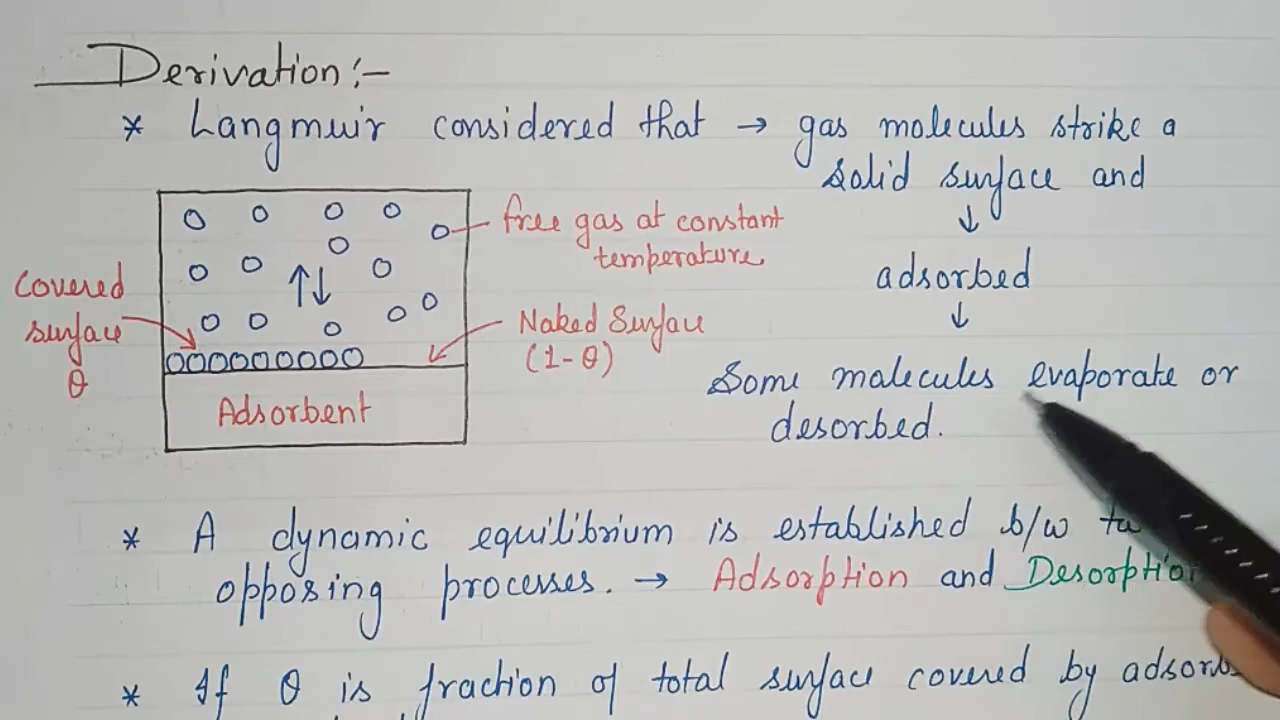 Derivation :-
* Langmuir considered that → gas molecules strike a
solid surface and
↓
adsorbed
↓
Some molecules evaporate or
desorbed.
free gas at constant
temperature
Covered
surface
θ
Naked Surface
(1-θ)
Adsorbent
* A dynamic equilibrium is established b/w
opposing processes. → Adsorption and Desorption
* If θ is fraction of total surface covered by